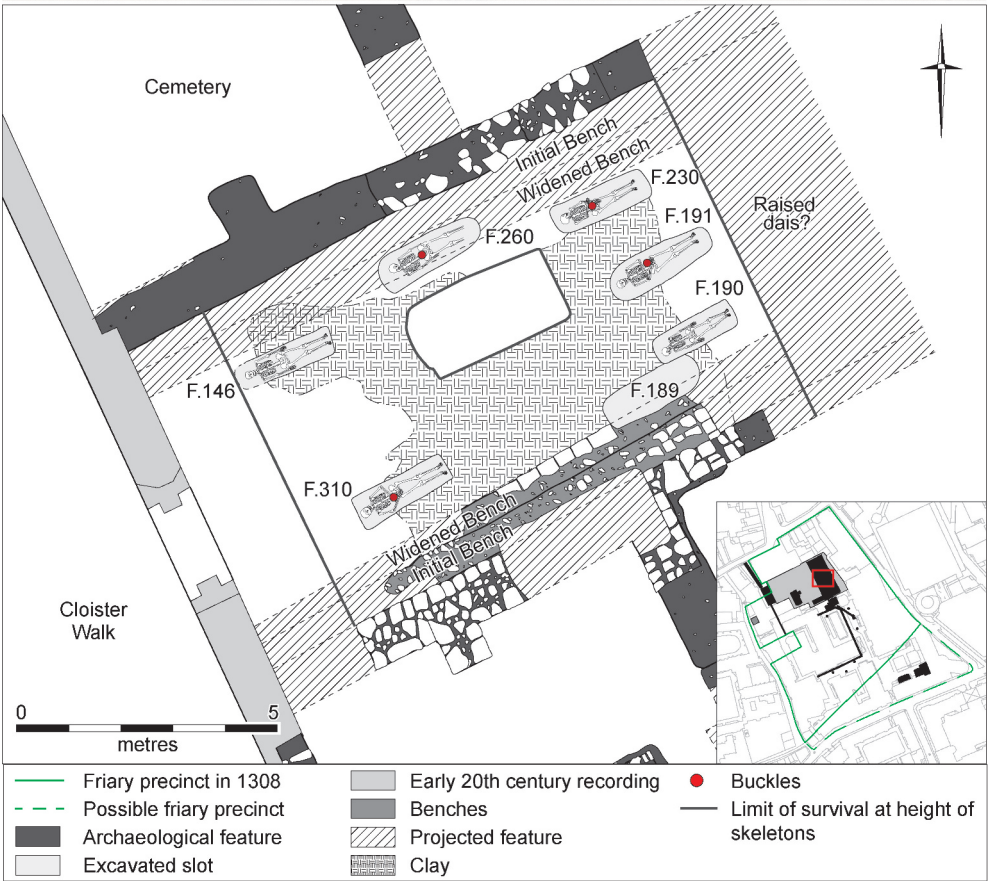 Cemetery
Initial Bench
Widened Bench
F.230
F.191
Raised
dais?
F.260
F.190
F.189
F.146
F.310
Widened Bench
Initial Bench
Cloister
Walk
0 5
metres
Friary precinct in 1308
Possible friary precinct
Archaeological feature
Excavated slot
Early 20th century recording
Benches
Projected feature
Clay
Buckles
Limit of survival at height of
skeletons